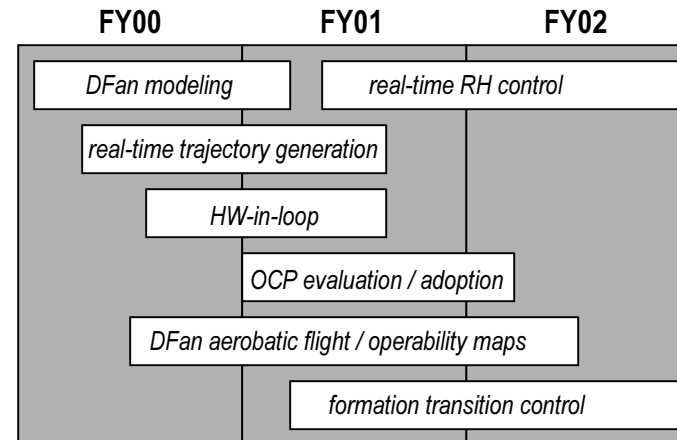 FY00 FY01 FY02
DFan modeling real-time RH control
real-time trajectory generation
HW-in-loop
OCP evaluation / adoption
DFan aerobatic flight / operability maps
formation transition control